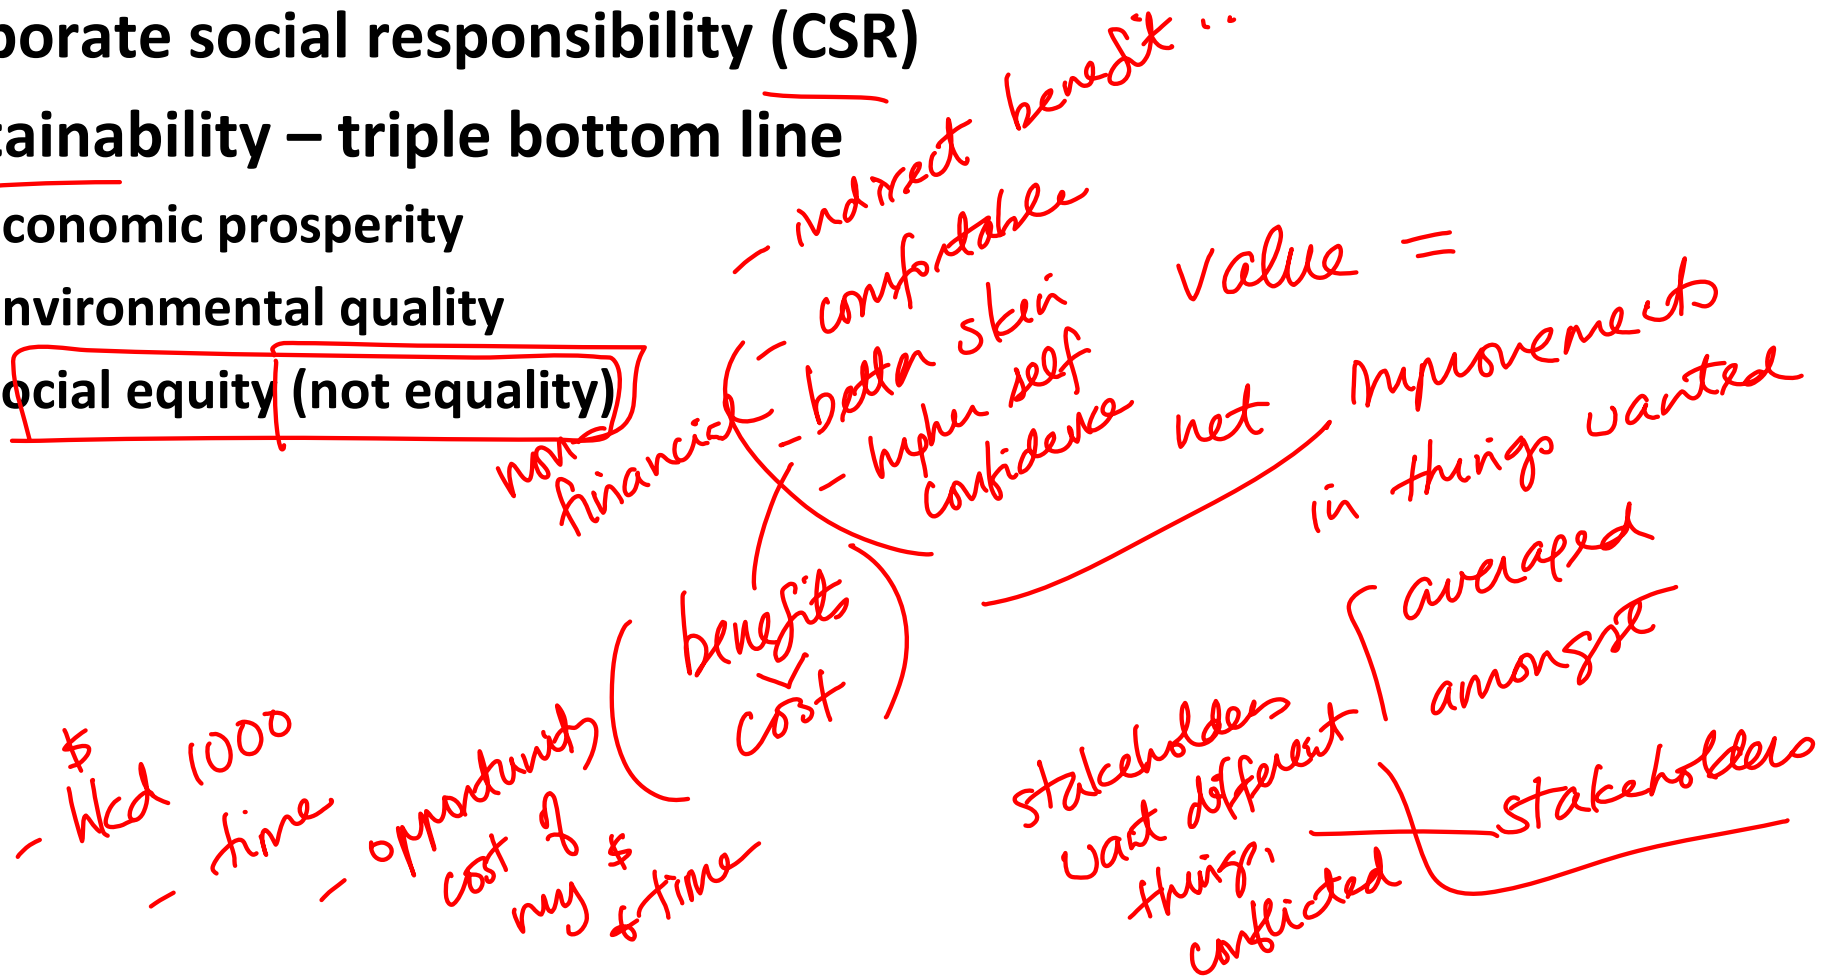 porate social responsibility (CSR)
tainability – triple bottom line
conomic prosperity
nvironmental quality
ocial equity (not equality)
- indirect benefit ..
- comfortable
- better skin
- higher self
confidence
non-
financial
value =
net improvements
in things wanted
averaged
amongst
stakeholders
stakeholders
want different
things.
conflicted
benefits
cost
$
- hkd 1000
- time
- opportunity
cost of
my $
& time